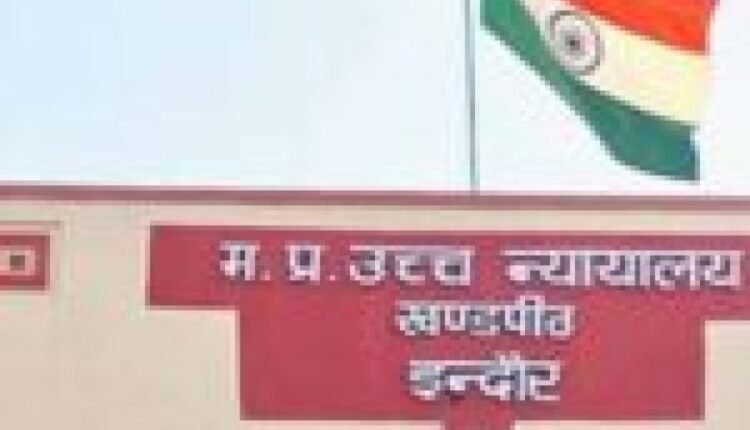 म. प्र. उच्च न्यायालय
खण्डपीठ
इन्दौर